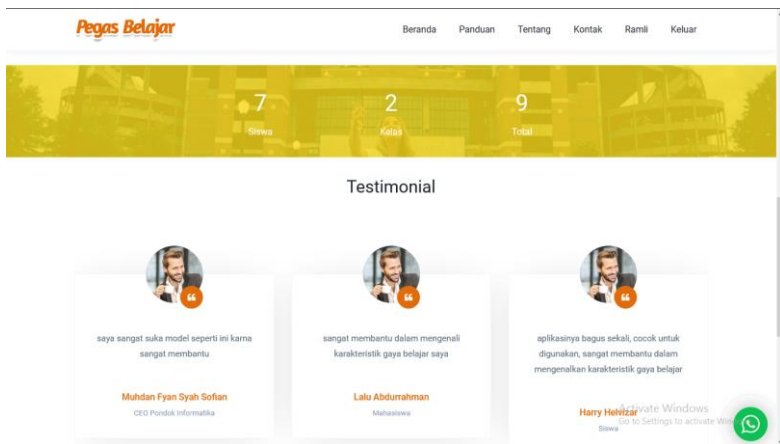 Pegas Belajar
Beranda Panduan Tentang Kontak Ramli Keluar
7 2 9
Siswa Kelas Total
Testimonial
saya sangat suka model seperti ini karna
sangat membantu
Muhdan Fyan Syah Sofian
CEO Pondok Informatika
sangat membantu dalam mengenali
karakteristik gaya belajar saya
Lalu Abdurrahman
Mahasiswa
aplikasinya bagus sekali, cocok untuk
digunakan, sangat membantu dalam
mengenalkan karakteristik gaya belajar
Harry Helvizar
Siswa
Activate Windows
Go to Settings to activate